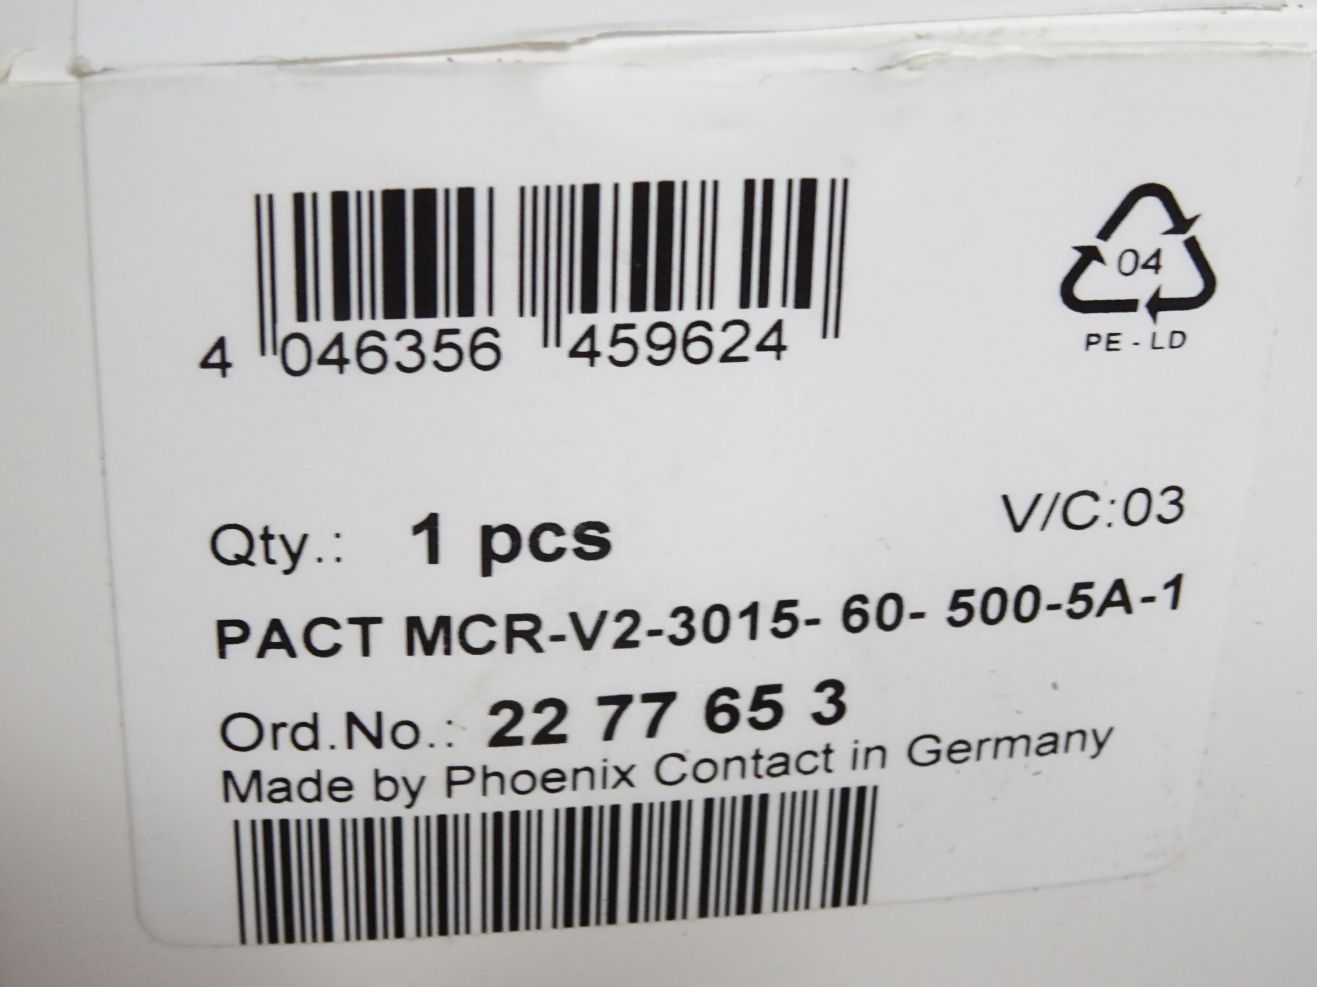 4 046356 459624
04
PE - LD
Qty.: 1 pcs
V/C:03
PACT MCR-V2-3015- 60- 500-5A-1
Ord.No.: 22 77 65 3
Made by Phoenix Contact in Germany